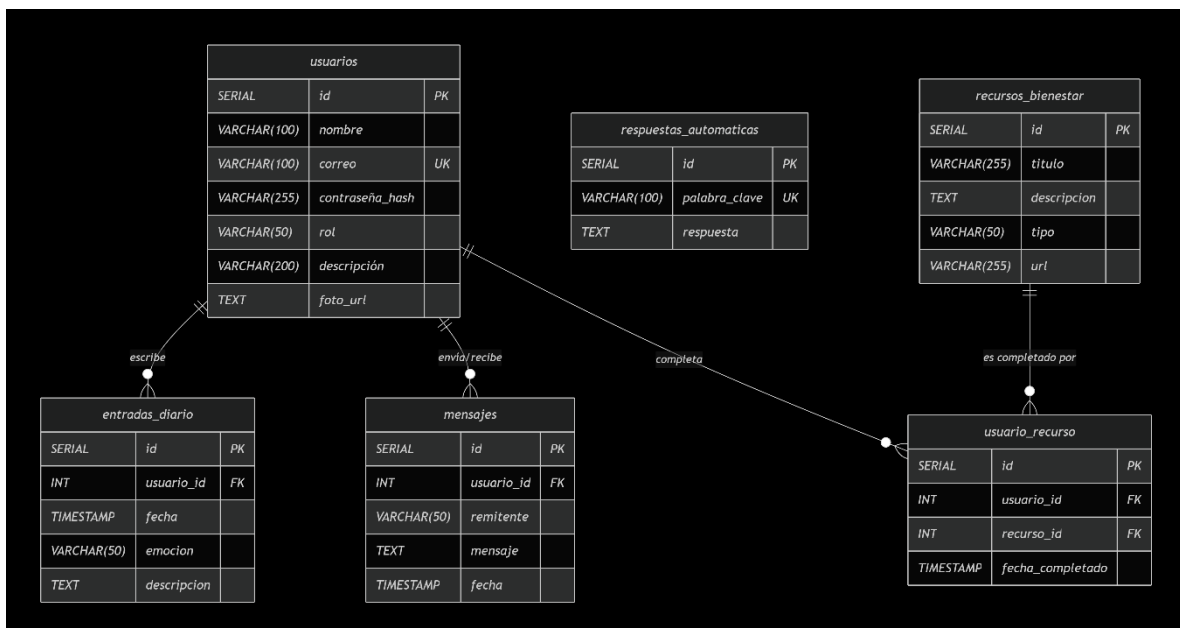 usuarios
SERIAL id PK
VARCHAR(100) nombre
VARCHAR(100) correo UK
VARCHAR(255) contraseña_hash
VARCHAR(50) rol
VARCHAR(200) descripción
TEXT foto_url
respuestas_automaticas
SERIAL id PK
VARCHAR(100) palabra_clave UK
TEXT respuesta
recursos_bienestar
SERIAL id PK
VARCHAR(255) titulo
TEXT descripcion
VARCHAR(50) tipo
VARCHAR(255) url
escribe
envia/recibe
completa
es completado por
entradas_diario
SERIAL id PK
INT usuario_id FK
TIMESTAMP fecha
VARCHAR(50) emocion
TEXT descripcion
mensajes
SERIAL id PK
INT usuario_id FK
VARCHAR(50) remitente
TEXT mensaje
TIMESTAMP fecha
usuario_recurso
SERIAL id PK
INT usuario_id FK
INT recurso_id FK
TIMESTAMP fecha_completado